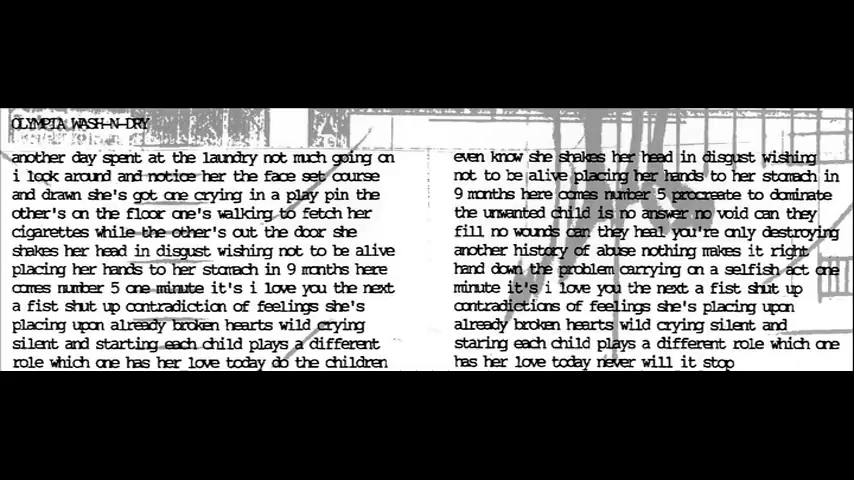 OLYMPIA WASH-N-DRY
another day spent at the laundry not much going on
i look around and notice her the face set course
and drawn she's got one crying in a play pin the
other's on the floor one's walking to fetch her
cigarettes while the other's out the door she
shakes her head in disgust wishing not to be alive
placing her hands to her stomach in 9 months here
comes number 5 one minute it's i love you the next
a fist shut up contradiction of feelings she's
placing upon already broken hearts wild crying
silent and starting each child plays a different
role which one has her love today do the children
even know she shakes her head in disgust wishing
not to be alive placing her hands to her stomach in
9 months here comes number 5 procreate to dominate
the unwanted child is no answer no void can they
fill no wounds can they heal you're only destroying
another history of abuse nothing makes it right
hand down the problem carrying on a selfish act one
minute it's i love you the next a fist shut up
contradictions of feelings she's placing upon
already broken hearts wild crying silent and
staring each child plays a different role which one
has her love today never will it stop